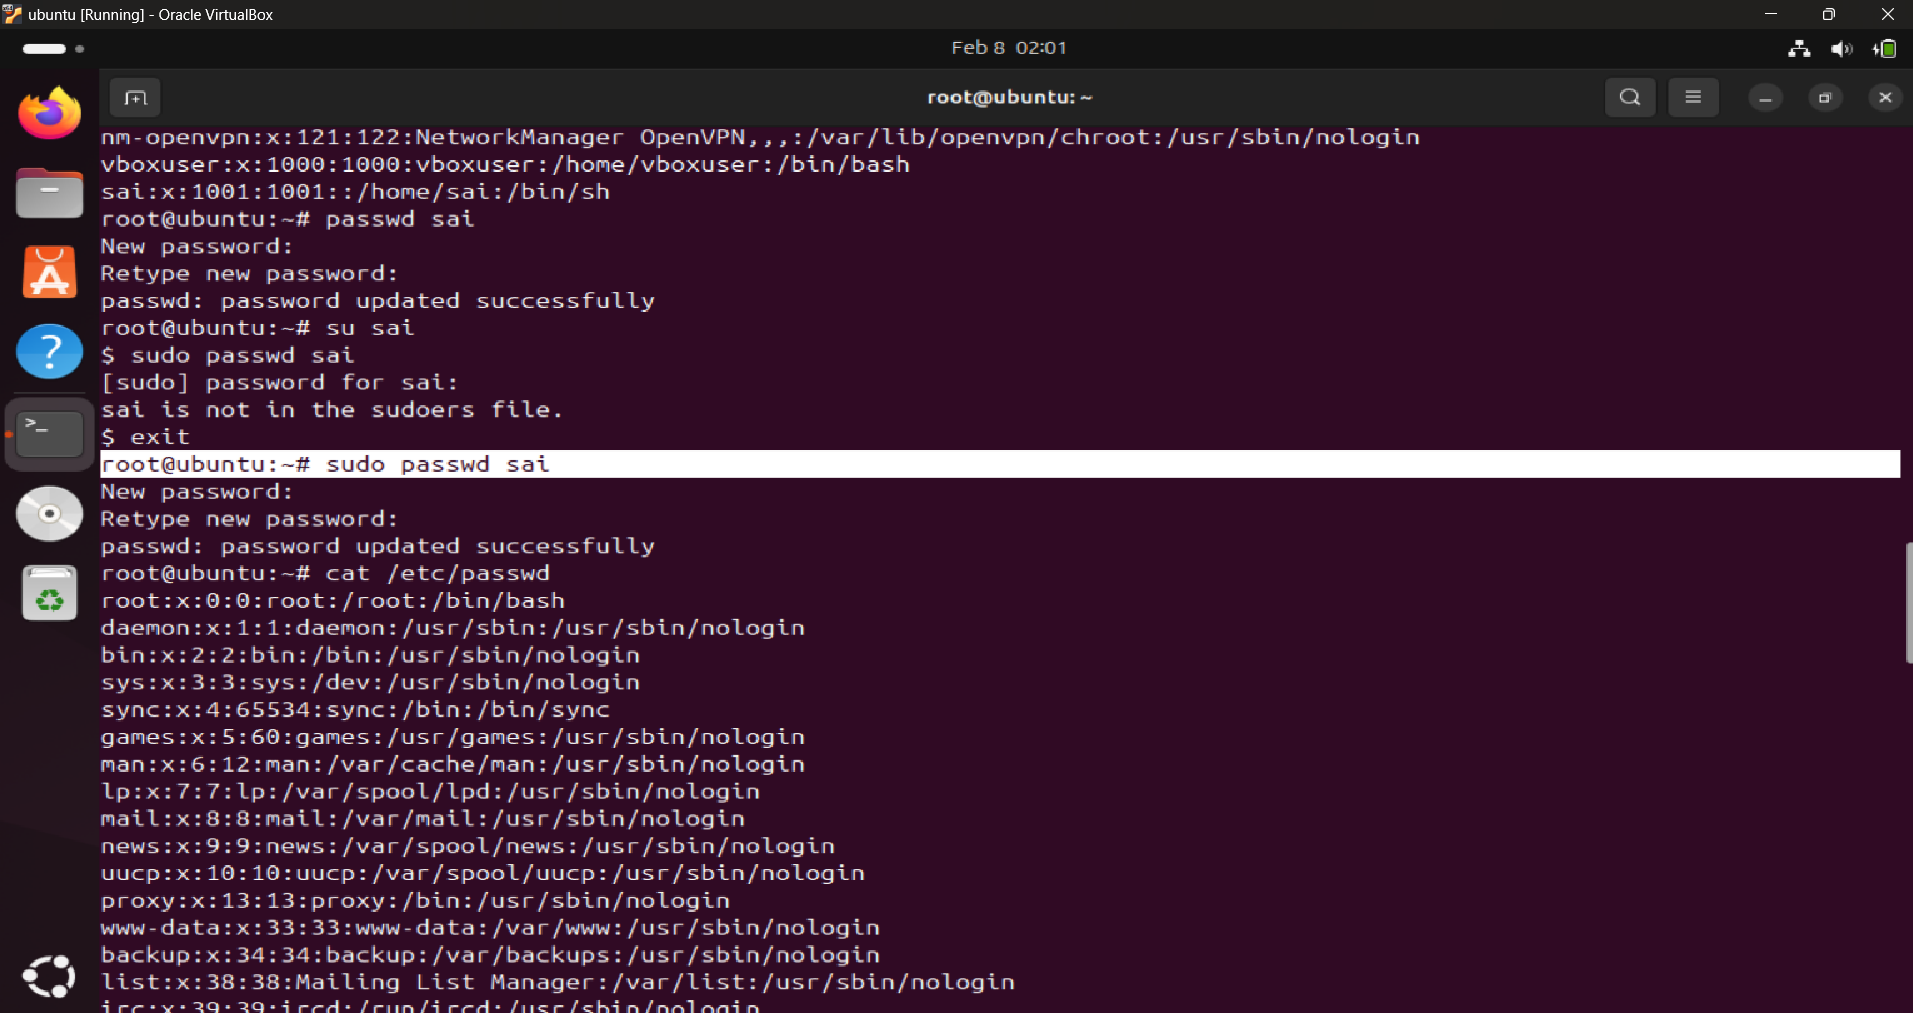 ubuntu [Running] - Oracle VirtualBox
Feb 8 02:01
root@ubuntu: ~
nm-openvpn:x:121:122:NetworkManager OpenVPN,,,:/var/lib/openvpn/chroot:/usr/sbin/nologin
vboxuser:x:1000:1000:vboxuser:/home/vboxuser:/bin/bash
sai:x:1001:1001::/home/sai:/bin/sh
root@ubuntu:~# passwd sai
New password:
Retype new password:
passwd: password updated successfully
root@ubuntu:~# su sai
$ sudo passwd sai
[sudo] password for sai:
sai is not in the sudoers file.
$ exit
root@ubuntu:~# sudo passwd sai
New password:
Retype new password:
passwd: password updated successfully
root@ubuntu:~# cat /etc/passwd
root:x:0:0:root:/root:/bin/bash
daemon:x:1:1:daemon:/usr/sbin:/usr/sbin/nologin
bin:x:2:2:bin:/bin:/usr/sbin/nologin
sys:x:3:3:sys:/dev:/usr/sbin/nologin
sync:x:4:65534:sync:/bin:/bin/sync
games:x:5:60:games:/usr/games:/usr/sbin/nologin
man:x:6:12:man:/var/cache/man:/usr/sbin/nologin
lp:x:7:7:lp:/var/spool/lpd:/usr/sbin/nologin
mail:x:8:8:mail:/var/mail:/usr/sbin/nologin
news:x:9:9:news:/var/spool/news:/usr/sbin/nologin
uucp:x:10:10:uucp:/var/spool/uucp:/usr/sbin/nologin
proxy:x:13:13:proxy:/bin:/usr/sbin/nologin
www-data:x:33:33:www-data:/var/www:/usr/sbin/nologin
backup:x:34:34:backup:/var/backups:/usr/sbin/nologin
list:x:38:38:Mailing List Manager:/var/list:/usr/sbin/nologin
irc:x:39:39:ircd:/run/ircd:/usr/sbin/nologin